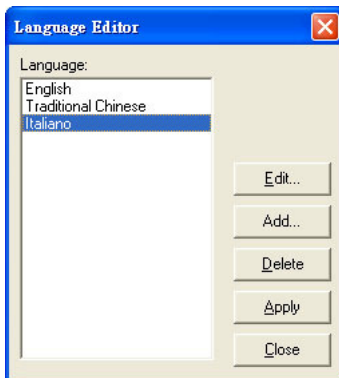 Language Editor
Language:
English
Traditional Chinese
Italiano
Edit...
Add...
Delete
Apply
Close